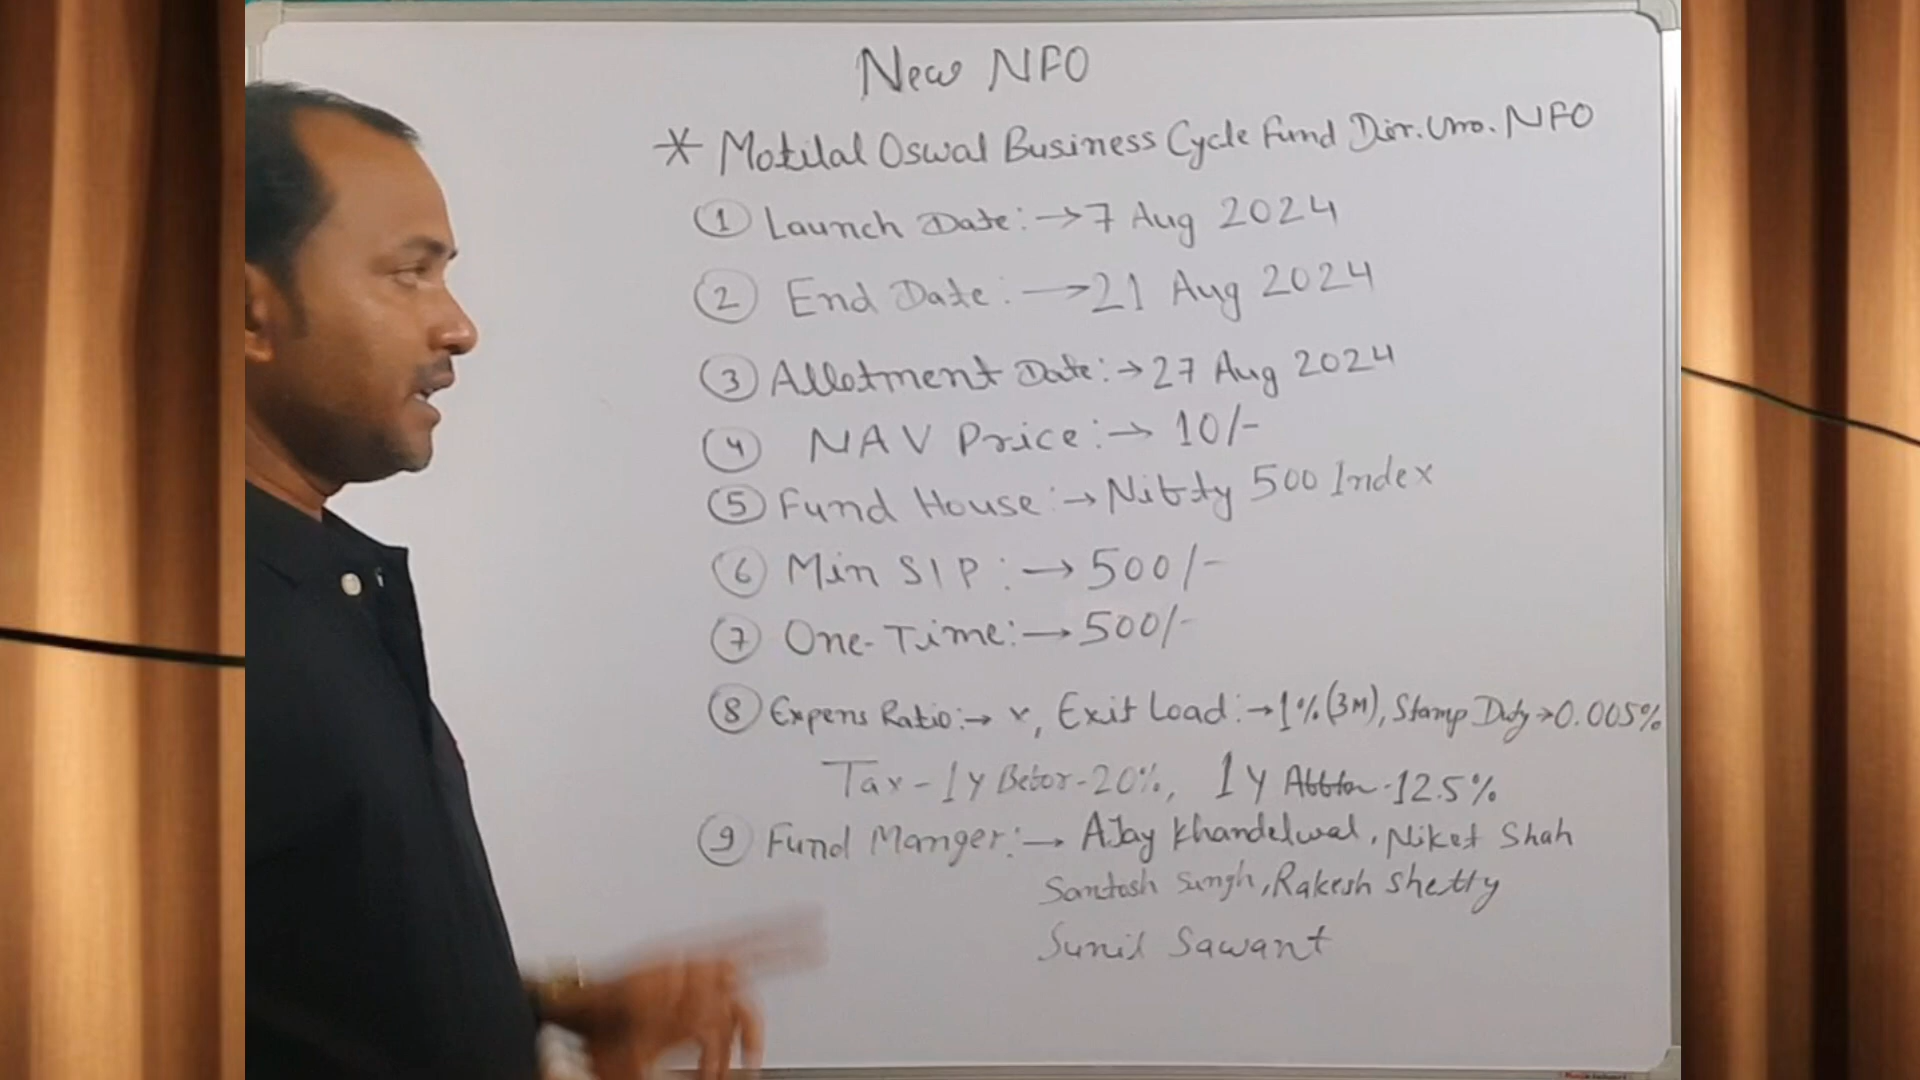 New NFO
* Motilal Oswal Business Cycle Fund Dir. Gro. NFO
① Launch Date:→7 Aug 2024
② End Date:→21 Aug 2024
③ Allotment Date:→27 Aug 2024
④ NAV Price:→ 10/-
⑤ Fund House:→Nifty 500 Index
⑥ Min SIP:→500/-
⑦ One-Time:→500/-
⑧ Expens Ratio:→ x, Exit Load:→1%(3M), Stamp Duty→0.005%
Tax-1Y Befor-20%, 1Y After-12.5%
⑨ Fund Manger:→ AJay Khandelwal, Niket Shah
Santosh Singh, Rakesh Shetty
Sunil Sawant